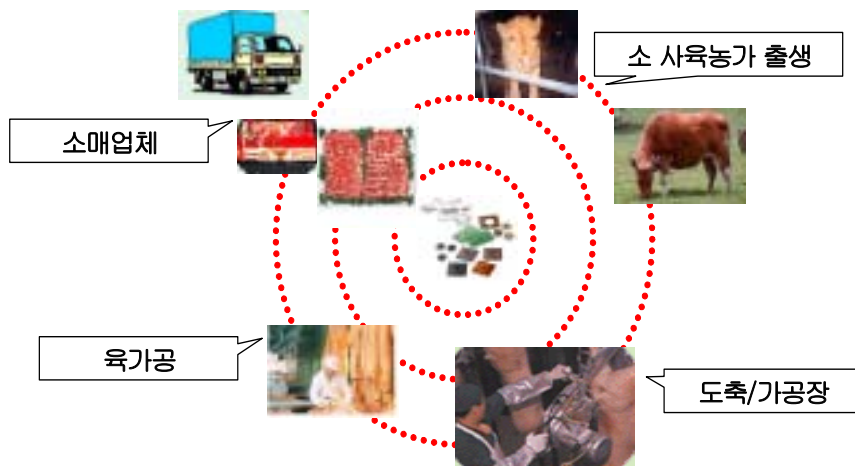 소 사육농가 출생
소매업체
육가공
도축/가공장